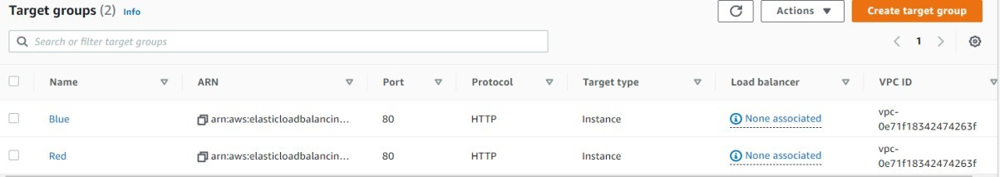 Target groups (2) Info
Actions
Create target group
Search or filter target groups
1
Name ARN Port Protocol Target type Load balancer VPC ID
Blue arn:aws:elasticloadbalancin... 80 HTTP Instance None associated vpc-
0e71f18342474263f
Red arn:aws:elasticloadbalancin... 80 HTTP Instance None associated vpc-
0e71f18342474263f